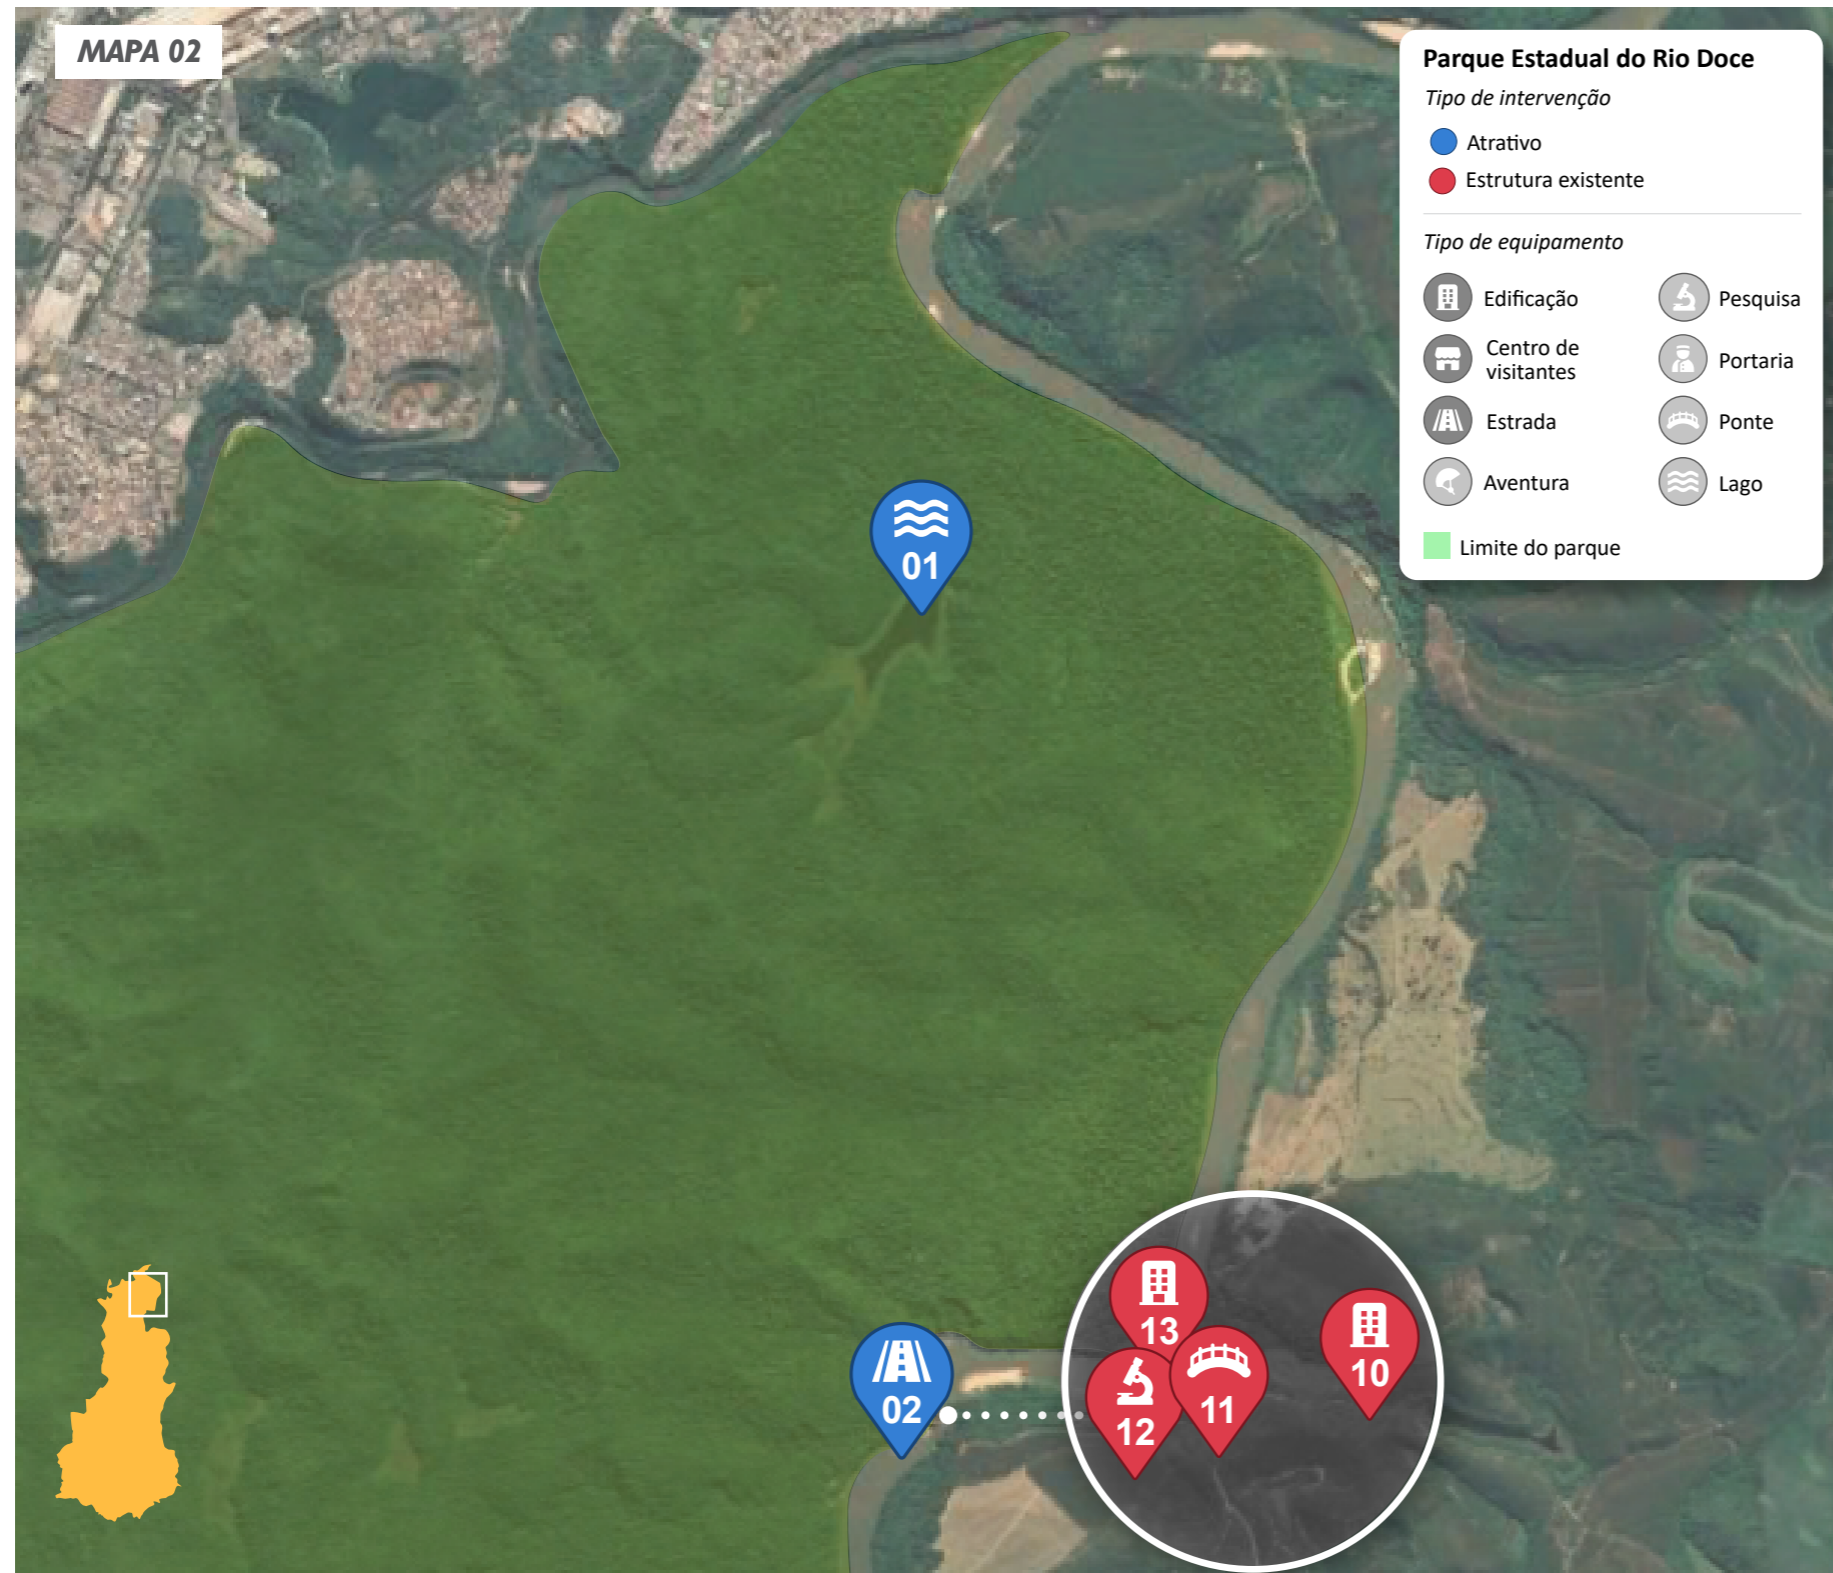 MAPA 02
Parque Estadual do Rio Doce
Tipo de intervenção
Atrativo
Estrutura existente
Tipo de equipamento
Edificação
Pesquisa
Centro de
visitantes
Portaria
Estrada
Ponte
Aventura
Lago
Limite do parque
01
02
13
12
11
10